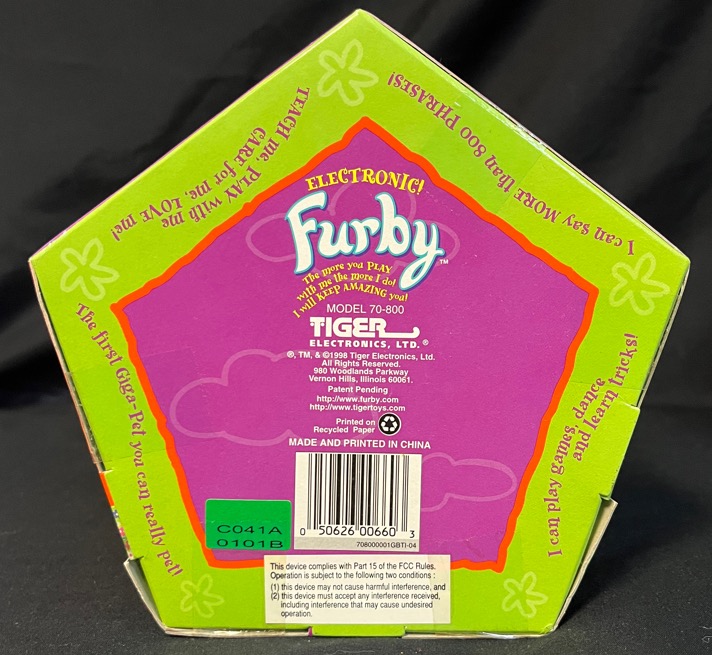 TEACH me, PLAY with me
CARE for me, LOVE me!
I can say MORE than 800 PHRASES!
The first Giga-Pet you can really pet!
I can play games, dance
and learn tricks!
ELECTRONIC!
Furby™
The more you PLAY
with me the more I do!
I will KEEP AMAZING you!
MODEL 70-800
TIGER
ELECTRONICS, LTD.®
®, TM, & ©1998 Tiger Electronics, Ltd.
All Rights Reserved.
980 Woodlands Parkway
Vernon Hills, Illinois 60061.
Patent Pending
http://www.furby.com
http://www.tigertoys.com
Printed on
Recycled Paper
MADE AND PRINTED IN CHINA
0 50626 00660 3
708000001GBTI-04
C041A
0101B
This device complies with Part 15 of the FCC Rules.
Operation is subject to the following two conditions :
(1) this device may not cause harmful interference, and
(2) this device must accept any interference received,
including interference that may cause undesired
operation.